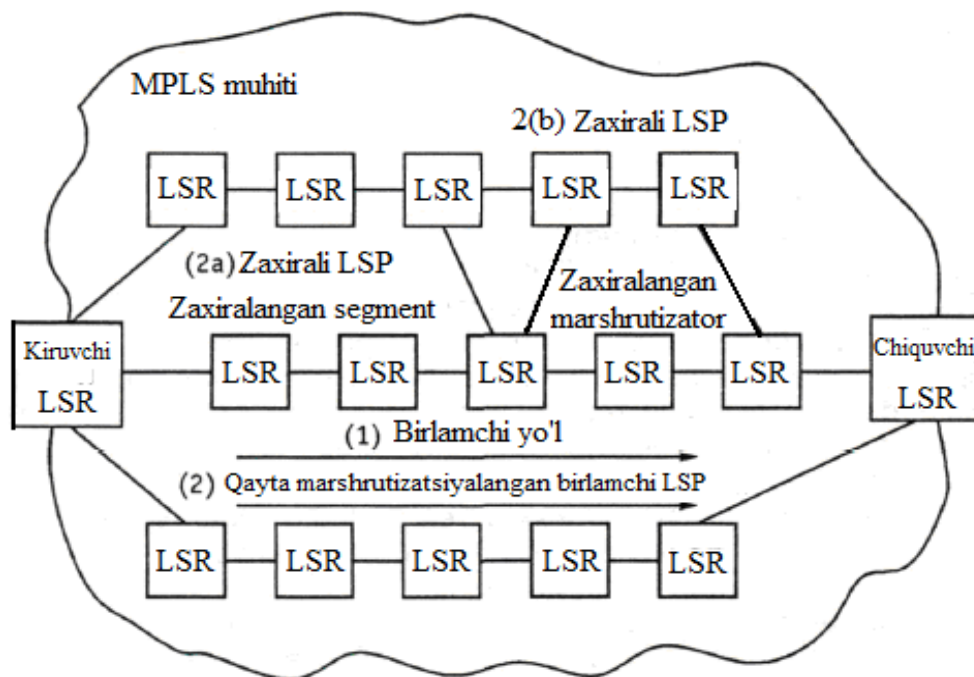 MPLS muhiti
2(b) Zaxirali LSP
LSR LSR LSR LSR LSR
(2a) Zaxirali LSP
Zaxiralangan segment
Zaxiralangan
marshrutizator
Kiruvchi
LSR
LSR LSR LSR LSR LSR
Chiquvchi
LSR
(1) Birlamchi yo'l
(2) Qayta marshrutizatsiyalangan birlamchi LSP
LSR LSR LSR LSR LSR